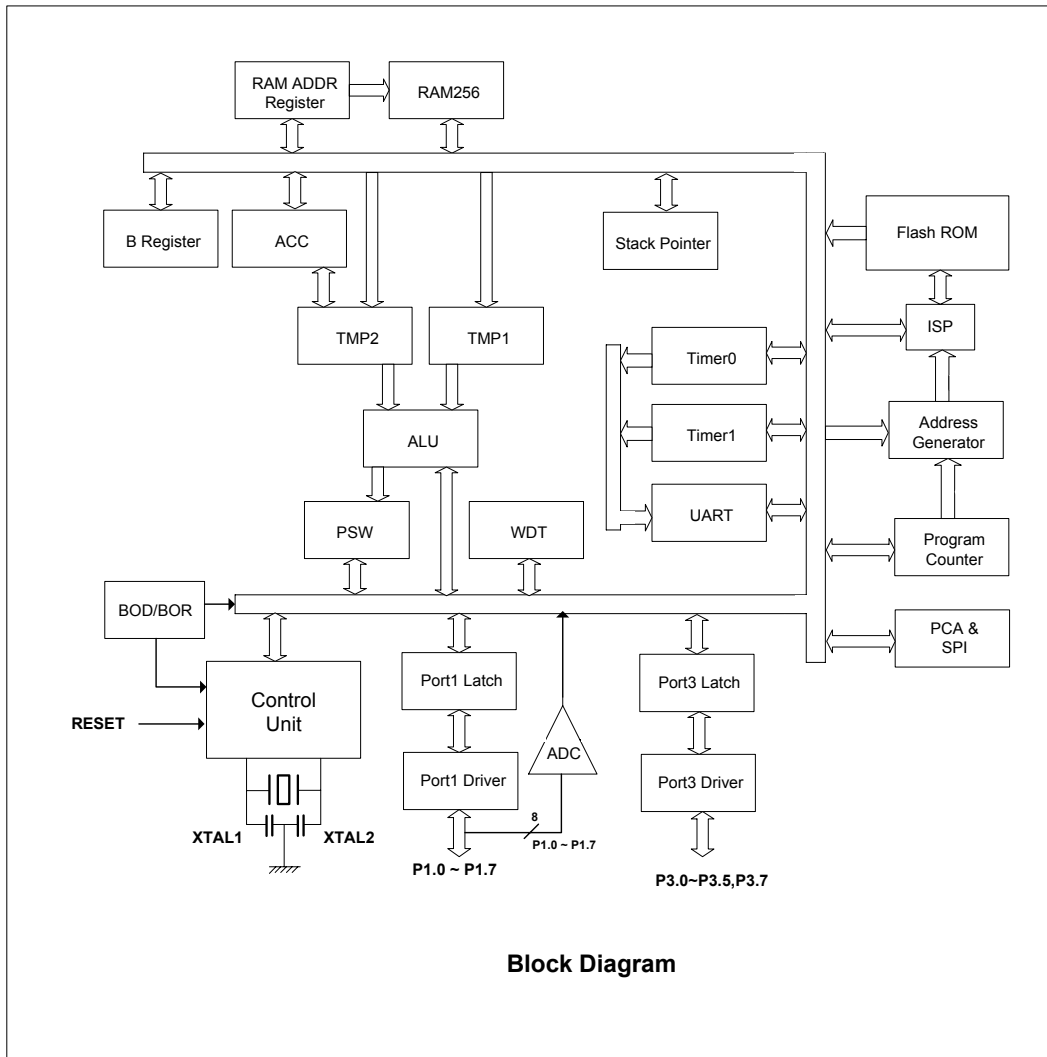 RAM ADDR
Register
RAM256
B Register
ACC
Stack Pointer
Flash ROM
TMP2
TMP1
ISP
Timer0
Timer1
Address
Generator
ALU
UART
PSW
WDT
Program
Counter
BOD/BOR
PCA &
SPI
Control
Unit
RESET
Port1 Latch
Port3 Latch
ADC
Port1 Driver
Port3 Driver
XTAL1
XTAL2
8
P1.0 ~ P1.7
P1.0 ~ P1.7
P3.0~P3.5,P3.7
Block Diagram